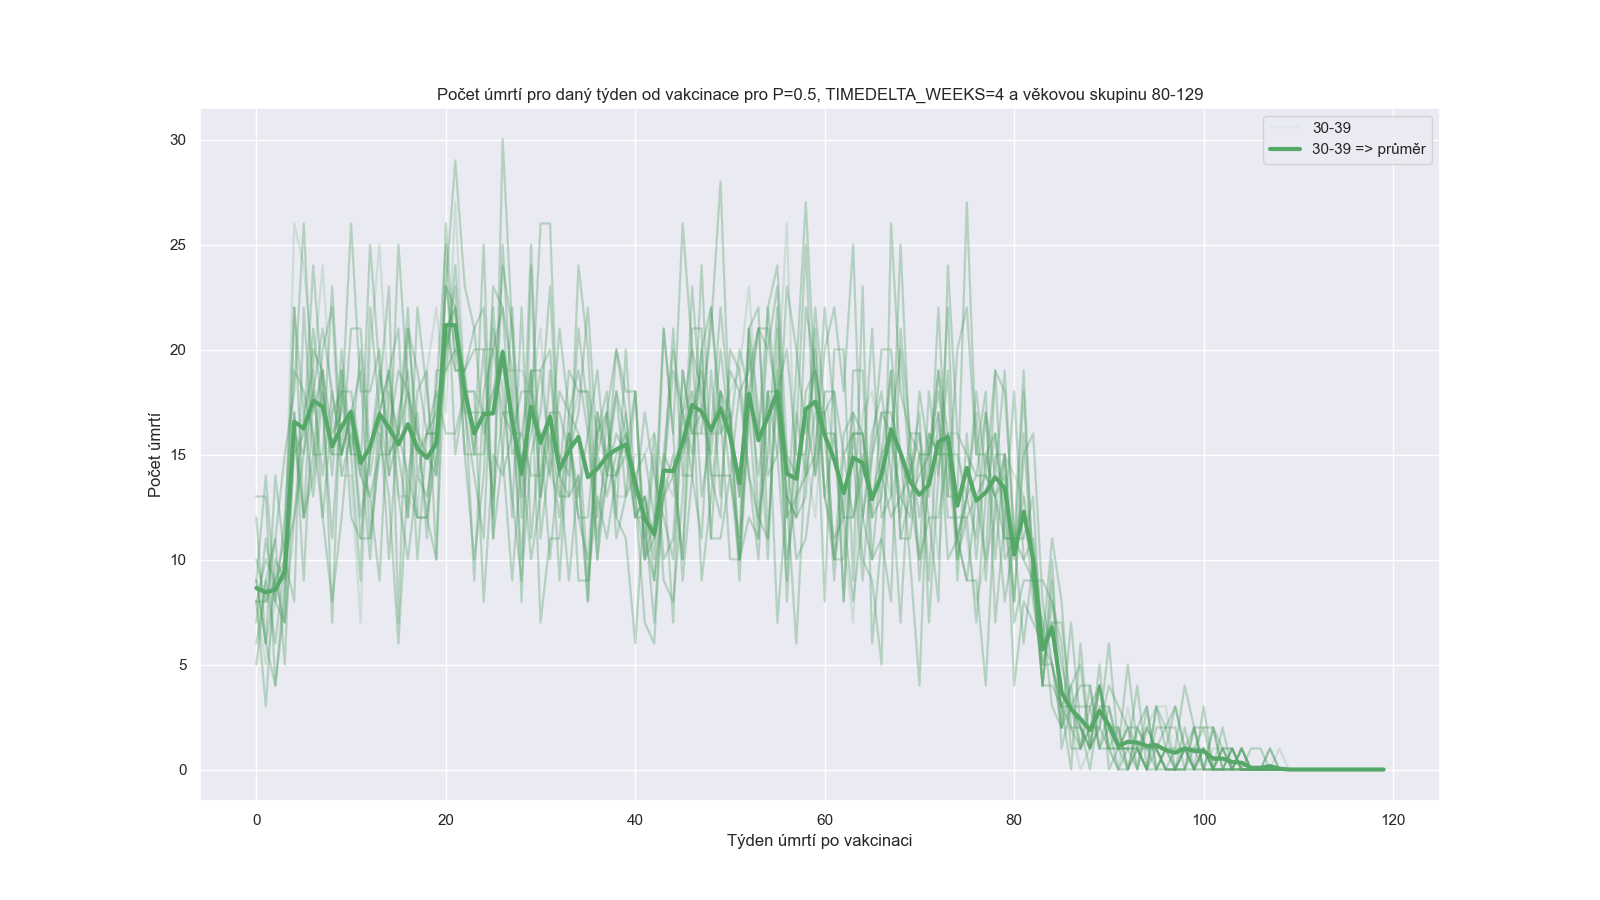 Počet úmrtí pro daný týden od vakcinace pro P=0.5, TIMEDELTA_WEEKS=4 a věkovou skupinu 80-129
30-39
30-39 => průměr
30
25
20
15
10
5
0
Počet úmrtí
0 20 40 60 80 100 120
Týden úmrtí po vakcinaci